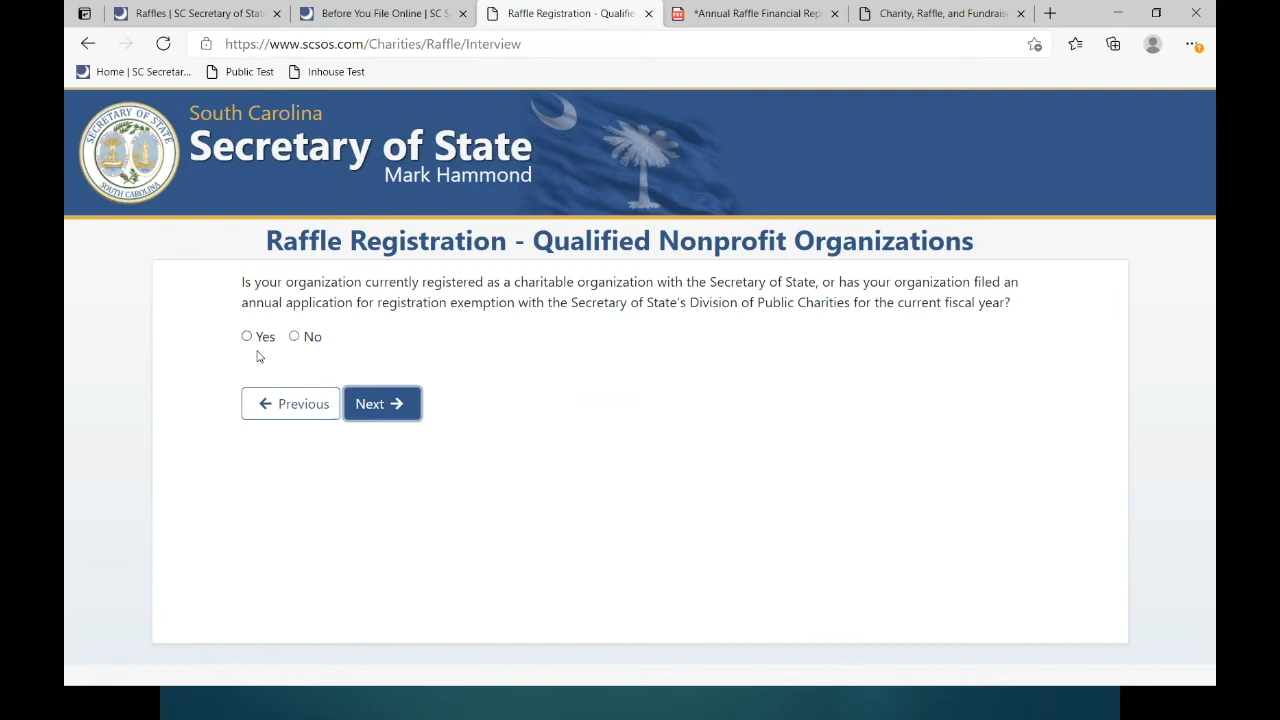 Raffles | SC Secretary of Stat
Before You File Online | SC S
Raffle Registration - Qualifie
*Annual Raffle Financial Rep
Charity, Raffle, and Fundrais
https://www.scsos.com/Charities/Raffle/Interview
Home | SC Secretar...
Public Test
Inhouse Test
South Carolina
Secretary of State
Mark Hammond
Raffle Registration - Qualified Nonprofit Organizations
Is your organization currently registered as a charitable organization with the Secretary of State, or has your organization filed an
annual application for registration exemption with the Secretary of State's Division of Public Charities for the current fiscal year?
Yes No
Previous Next